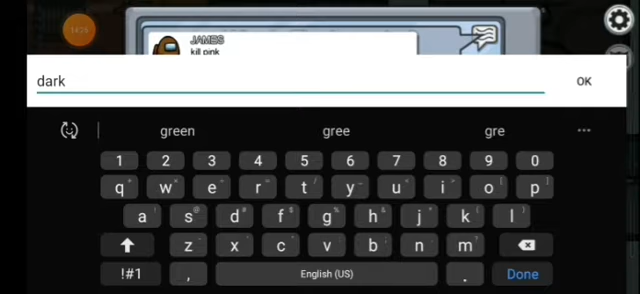 JAMES
kill pink
dark
OK
green gree gre
1 2 3 4 5 6 7 8 9 0
q w e r t y u i o p
a s d f g h j k l
z x c v b n m
!#1 , English (US) . Done